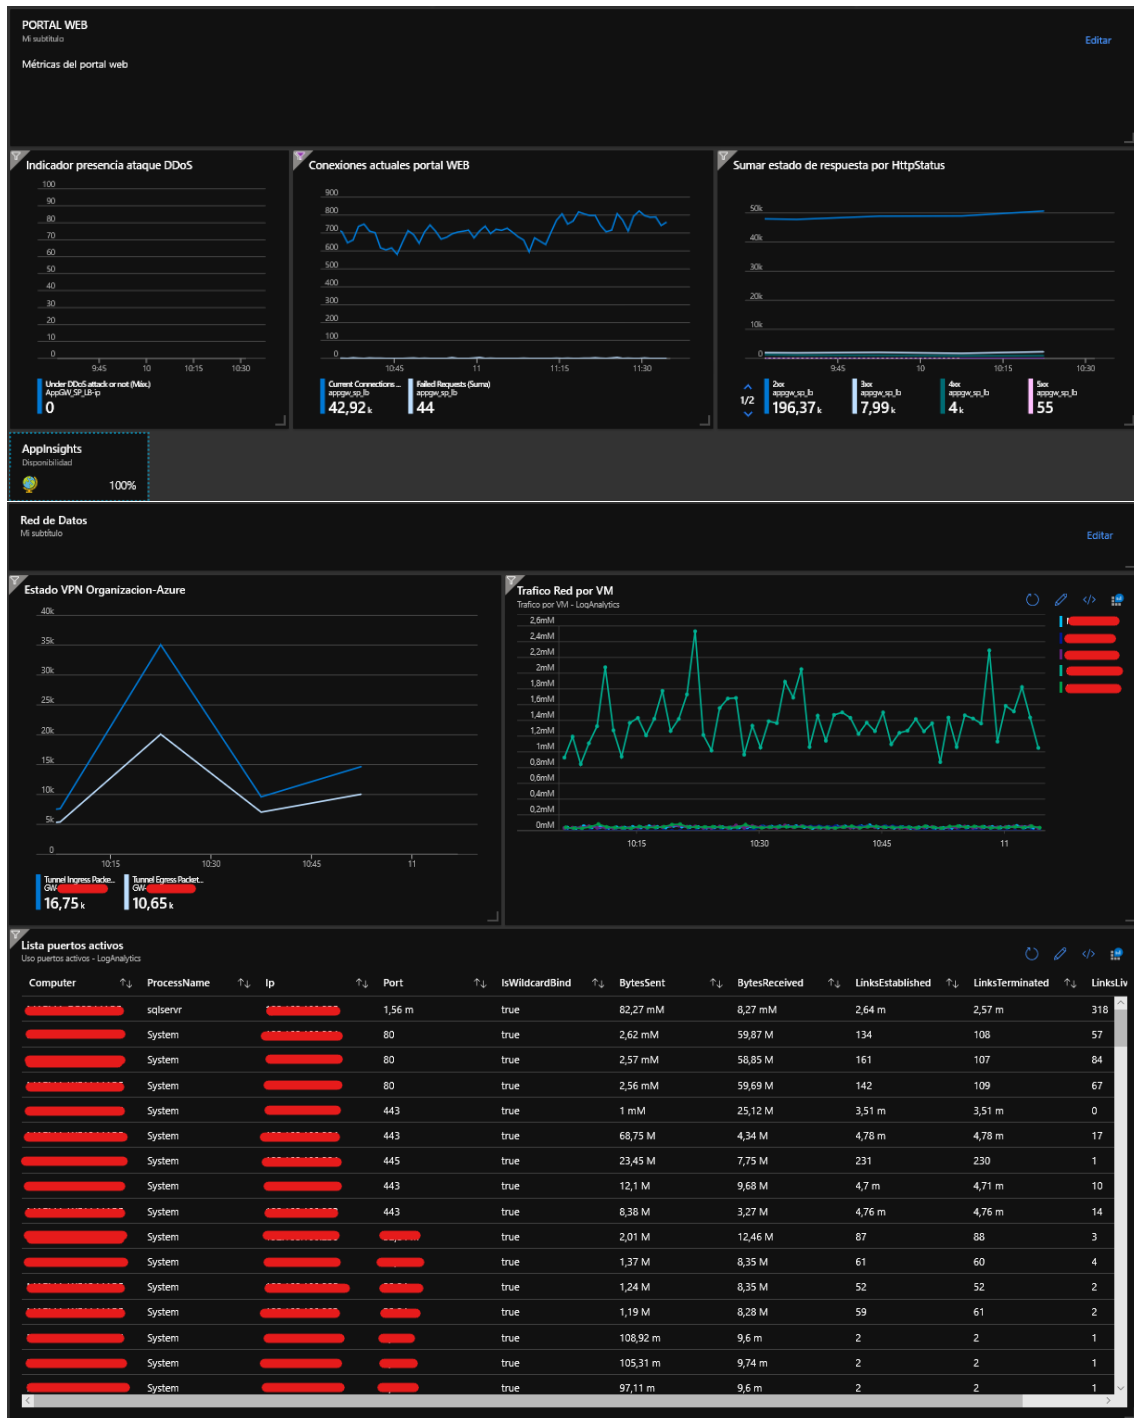 PORTAL WEB
Mi subtítulo
Editar
Métricas del portal web
Indicador presencia ataque DDoS
100
90
80
70
60
50
40
30
20
10
0
9:45 10 10:15 10:30
Under DDoS attack or not (Máx.)
AppGW_SP_LB-ip
0
Conexiones actuales portal WEB
900
800
700
600
500
400
300
200
100
0
10:45 11 11:15 11:30
Current Connections ...
appgw_sp_lb
42,92 k
Failed Requests (Suma)
appgw_sp_lb
44
Sumar estado de respuesta por HttpStatus
50k
40k
30k
20k
10k
0
9:45 10 10:15 10:30
1/2
2xx
appgw_sp_lb
196,37 k
3xx
appgw_sp_lb
7,99 k
4xx
appgw_sp_lb
4 k
5xx
appgw_sp_lb
55
AppInsights
Disponibilidad
100%
Red de Datos
Mi subtítulo
Editar
Estado VPN Organizacion-Azure
40k
35k
30k
25k
20k
15k
10k
5k
0
10:15 10:30 10:45 11
Tunnel Ingress Packe...
GW-
16,75 k
Tunnel Egress Packet...
GW-
10,65 k
Trafico Red por VM
Trafico por VM - LogAnalytics
2,6mM
2,4mM
2,2mM
2mM
1,8mM
1,6mM
1,4mM
1,2mM
1mM
0,8mM
0,6mM
0,4mM
0,2mM
0mM
10:15 10:30 10:45 11
Lista puertos activos
Uso puertos activos - LogAnalytics
Computer ProcessName Ip Port IsWildcardBind BytesSent BytesReceived LinksEstablished LinksTerminated LinksLiv
sqlservr 1,56 m true 82,27 mM 8,27 mM 2,64 m 2,57 m 318
System 80 true 2,62 mM 59,87 M 134 108 57
System 80 true 2,57 mM 58,85 M 161 107 84
System 80 true 2,56 mM 59,69 M 142 109 67
System 443 true 1 mM 25,12 M 3,51 m 3,51 m 0
System 443 true 68,75 M 4,34 M 4,78 m 4,78 m 17
System 445 true 23,45 M 7,75 M 231 230 1
System 443 true 12,1 M 9,68 M 4,7 m 4,71 m 10
System 443 true 8,38 M 3,27 M 4,76 m 4,76 m 14
System true 2,01 M 12,46 M 87 88 3
System true 1,37 M 8,35 M 61 60 4
System true 1,24 M 8,35 M 52 52 2
System true 1,19 M 8,28 M 59 61 2
System true 108,92 m 9,6 m 2 2 1
System true 105,31 m 9,74 m 2 2 1
System true 97,11 m 9,6 m 2 2 1